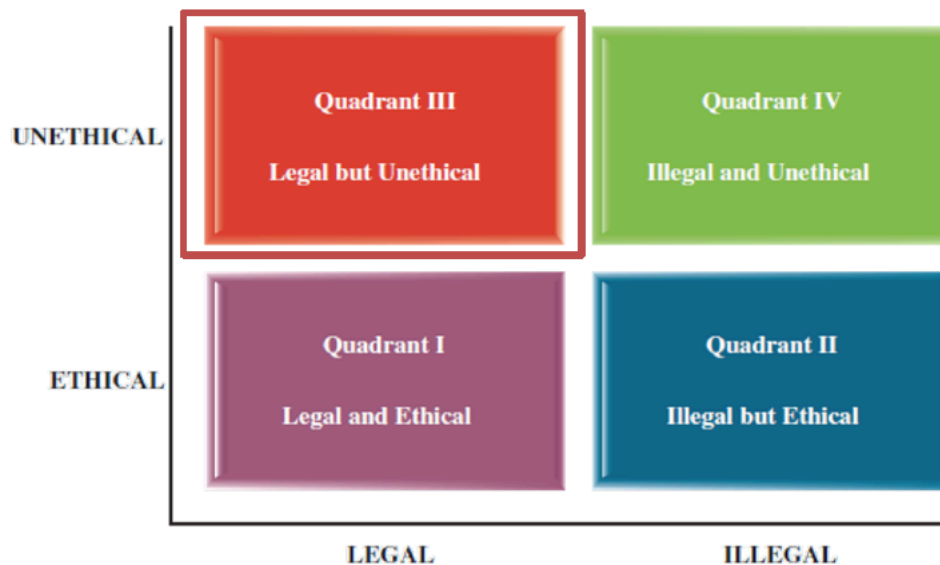 Quadrant III
Quadrant IV
UNETHICAL
Legal but Unethical
Illegal and Unethical
Quadrant I
Quadrant II
ETHICAL
Legal and Ethical
Illegal but Ethical
LEGAL
ILLEGAL